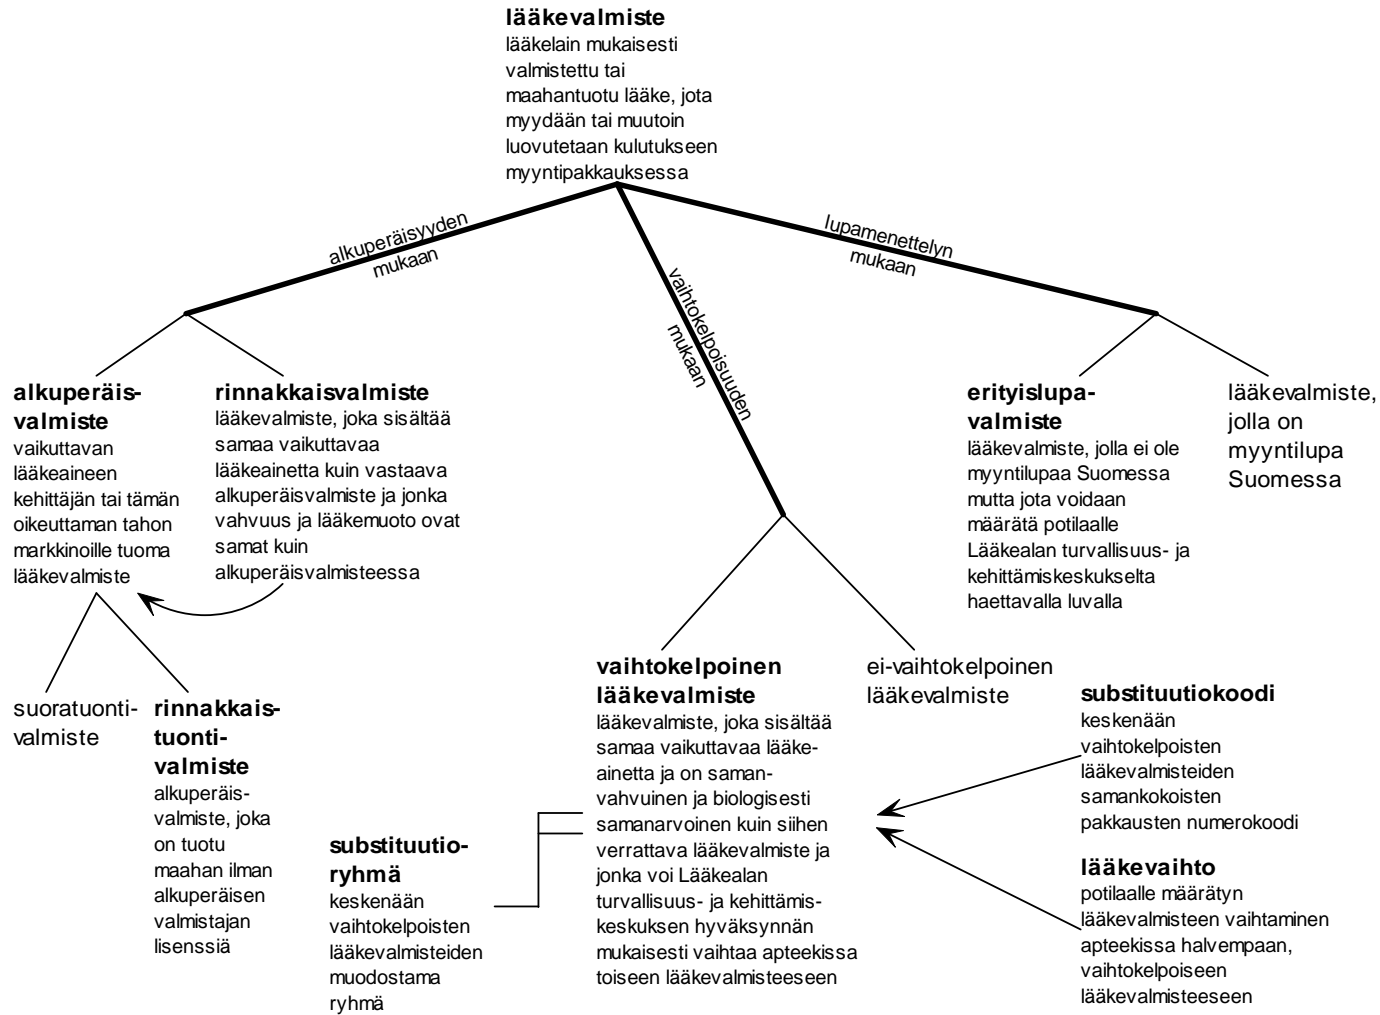 lääkevalmiste
lääkelain mukaisesti
valmistettu tai
maahantuotu lääke, jota
myydään tai muutoin
luovutetaan kulutukseen
myyntipakkauksessa
alkuperäisyyden
mukaan
vaihtokelpoisuuden
mukaan
lupamenettelyn
mukaan
alkuperäis-
valmiste
vaikuttavan
lääkeaineen
kehittäjän tai tämän
oikeuttaman tahon
markkinoille tuoma
lääkevalmiste
rinnakkaisvalmiste
lääkevalmiste, joka sisältää
samaa vaikuttavaa
lääkeainetta kuin vastaava
alkuperäisvalmiste ja jonka
vahvuus ja lääkemuoto ovat
samat kuin
alkuperäisvalmisteessa
erityislupa-
valmiste
lääkevalmiste, jolla ei ole
myyntilupaa Suomessa
mutta jota voidaan
määrätä potilaalle
Lääkealan turvallisuus- ja
kehittämiskeskukselta
haettavalla luvalla
lääkevalmiste,
jolla on
myyntilupa
Suomessa
suoratuonti-
valmiste
rinnakkais-
tuonti-
valmiste
alkuperäis-
valmiste, joka
on tuotu
maahan ilman
alkuperäisen
valmistajan
lisenssiä
substituutio-
ryhmä
keskenään
vaihtokelpoisten
lääkevalmisteiden
muodostama
ryhmä
vaihtokelpoinen
lääkevalmiste
lääkevalmiste, joka sisältää
samaa vaikuttavaa lääke-
ainetta ja on saman-
vahvuinen ja biologisesti
samanarvoinen kuin siihen
verrattava lääkevalmiste ja
jonka voi Lääkealan
turvallisuus- ja kehittämis-
keskuksen hyväksynnän
mukaisesti vaihtaa apteekissa
toiseen lääkevalmisteeseen
ei-vaihtokelpoinen
lääkevalmiste
substituutiokoodi
keskenään
vaihtokelpoisten
lääkevalmisteiden
samankokoisten
pakkausten numerokoodi
lääkevaihto
potilaalle määrätyn
lääkevalmisteen vaihtaminen
apteekissa halvempaan,
vaihtokelpoiseen
lääkevalmisteeseen